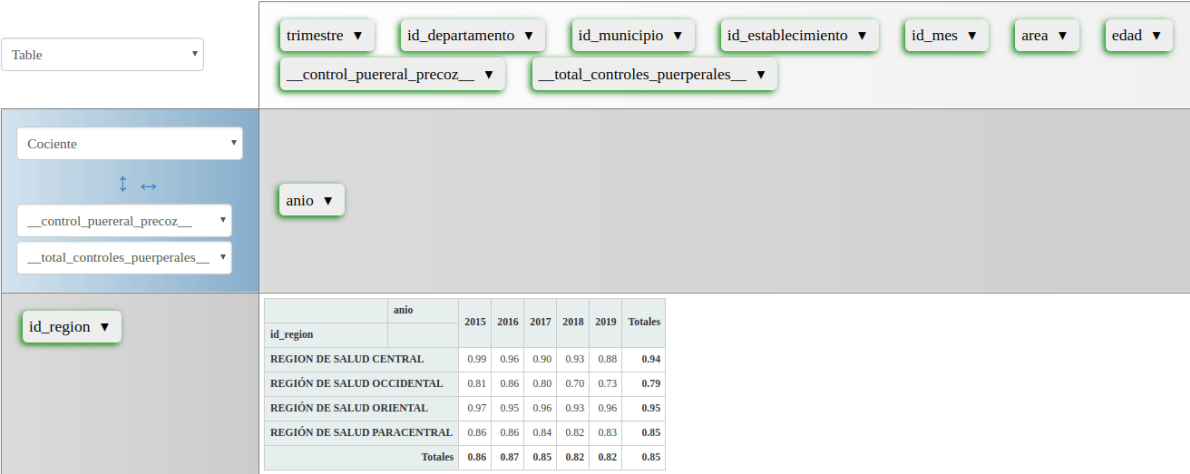 trimestre ▼ id_departamento ▼ id_municipio ▼ id_establecimiento ▼ id_mes ▼ area ▼ edad ▼
Table
__control_puereral_precoz__ ▼ __total_controles_puerperales__ ▼
Cociente
↕ ↔
anio ▼
__control_puereral_precoz__
__total_controles_puerperales__
id_region ▼
anio 2015 2016 2017 2018 2019 Totales
id_region
REGION DE SALUD CENTRAL 0.99 0.96 0.90 0.93 0.88 0.94
REGIÓN DE SALUD OCCIDENTAL 0.81 0.86 0.80 0.70 0.73 0.79
REGIÓN DE SALUD ORIENTAL 0.97 0.95 0.96 0.93 0.96 0.95
REGIÓN DE SALUD PARACENTRAL 0.86 0.86 0.84 0.82 0.83 0.85
Totales 0.86 0.87 0.85 0.82 0.82 0.85